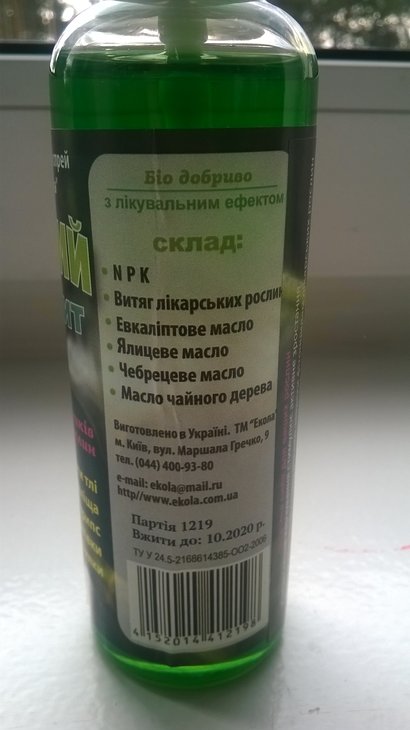 Біо добриво
з лікувальним ефектом
склад:
• N P K
• Витяг лікарських рослин
• Евкаліптове масло
• Ялицеве масло
• Чебрецеве масло
• Масло чайного дерева
Виготовлено в Україні. ТМ "Екола"
м. Київ, вул. Маршала Гречко, 9
тел. (044) 400-93-80
e-mail: ekola@mail.ru
http//www.ekola.com.ua
Партія 1219
Вжити до: 10.2020 р.
ТУ У 24.5-2168614385-ОО2-2006
4 152014 412198